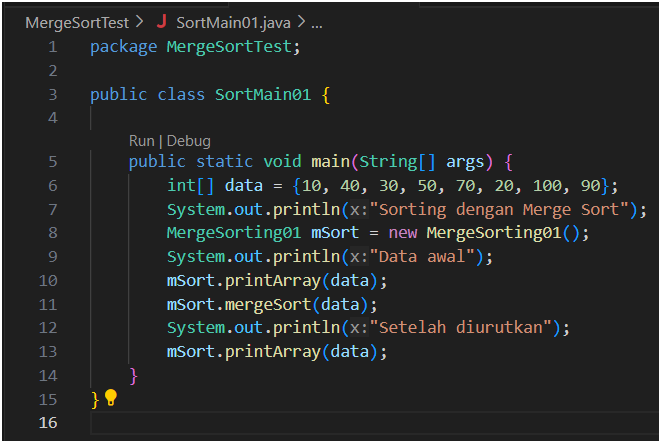 MergeSortTest > J SortMain01.java > ...
1 package MergeSortTest;
2
3 public class SortMain01 {
4
Run | Debug
5 public static void main(String[] args) {
6 int[] data = {10, 40, 30, 50, 70, 20, 100, 90};
7 System.out.println(x:"Sorting dengan Merge Sort");
8 MergeSorting01 mSort = new MergeSorting01();
9 System.out.println(x:"Data awal");
10 mSort.printArray(data);
11 mSort.mergeSort(data);
12 System.out.println(x:"Setelah diurutkan");
13 mSort.printArray(data);
14 }
15 }
16